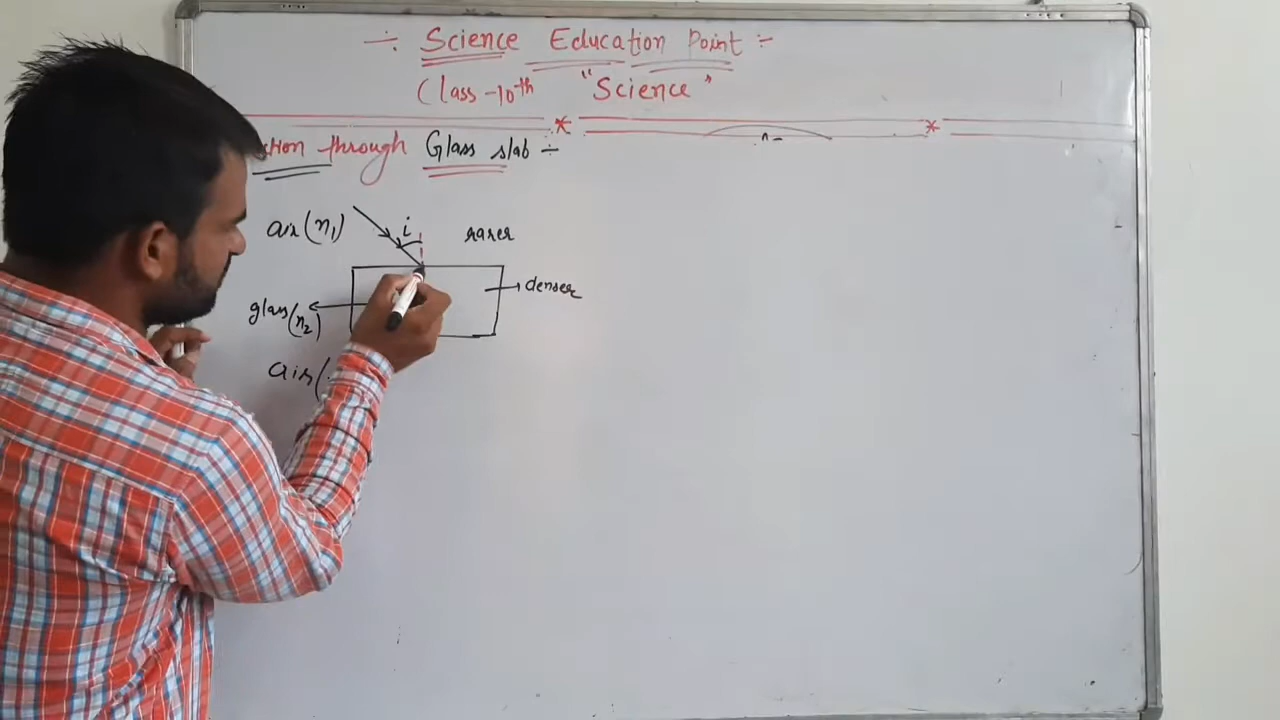 ÷ Science Education Point ÷
Class-10th "Science"
through Glass slab ÷
air (n1) i rarer
denser
glass (n2)
air (